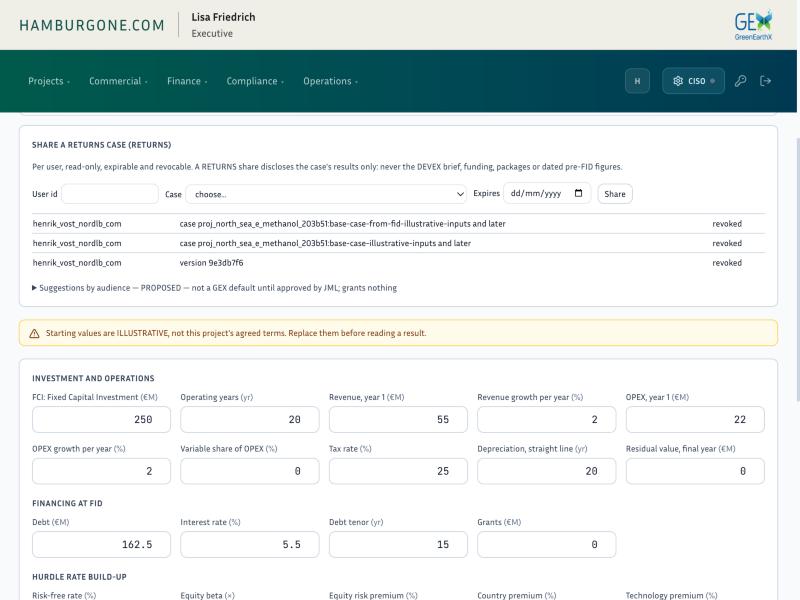 HAMBURGONE.COM
Lisa Friedrich
Executive
GEX
GreenEarthX
Projects
Commercial
Finance
Compliance
Operations
H
CISO
SHARE A RETURNS CASE (RETURNS)
Per user, read-only, expirable and revocable. A RETURNS share discloses the case's results only: never the DEVEX brief, funding, packages or dated pre-FID figures.
User id
Case choose...
Expires dd/mm/yyyy
Share
henrik_vost_nordlb_com case proj_north_sea_e_methanol_203b51:base-case-from-fid-illustrative-inputs and later revoked
henrik_vost_nordlb_com case proj_north_sea_e_methanol_203b51:base-case-illustrative-inputs and later revoked
henrik_vost_nordlb_com version 9e3db7f6 revoked
▶ Suggestions by audience — PROPOSED — not a GEX default until approved by JML; grants nothing
Starting values are ILLUSTRATIVE, not this project's agreed terms. Replace them before reading a result.
INVESTMENT AND OPERATIONS
FCI: Fixed Capital Investment (€M) Operating years (yr) Revenue, year 1 (€M) Revenue growth per year (%) OPEX, year 1 (€M)
250 20 55 2 22
OPEX growth per year (%) Variable share of OPEX (%) Tax rate (%) Depreciation, straight line (yr) Residual value, final year (€M)
2 0 25 20 0
FINANCING AT FID
Debt (€M) Interest rate (%) Debt tenor (yr) Grants (€M)
162.5 5.5 15 0
HURDLE RATE BUILD-UP
Risk-free rate (%) Equity beta (×) Equity risk premium (%) Country premium (%) Technology premium (%)